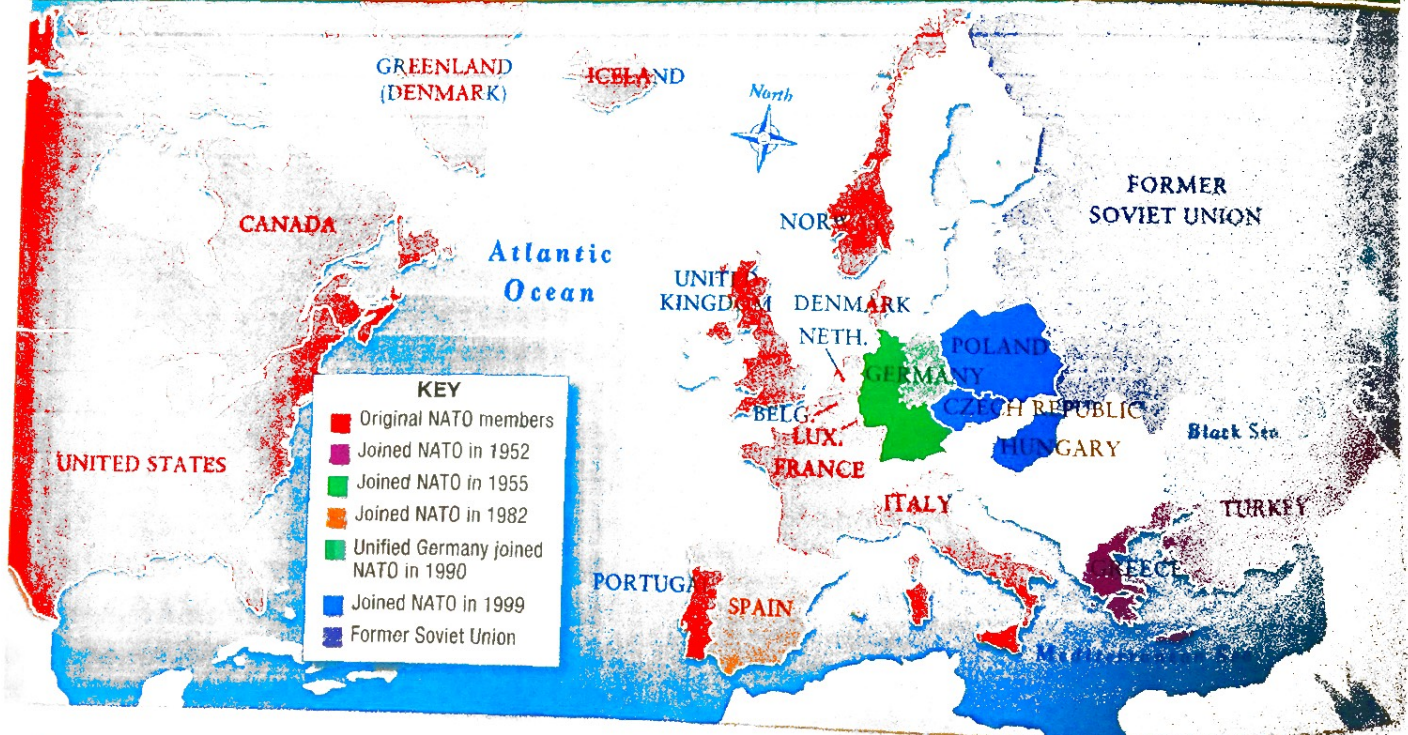 GREENLAND
(DENMARK)
ICELAND
North
FORMER
SOVIET UNION
CANADA
NORW
Atlantic
Ocean
UNITED
KINGDOM
DENMARK
NETH.
POLAND
GERMANY
CZECH REPUBLIC
BELG.
LUX.
HUNGARY
Black Sea
FRANCE
UNITED STATES
ITALY
TURKEY
GREECE
PORTUGAL
SPAIN
Mediterranean Sea
KEY
Original NATO members
Joined NATO in 1952
Joined NATO in 1955
Joined NATO in 1982
Unified Germany joined
NATO in 1990
Joined NATO in 1999
Former Soviet Union